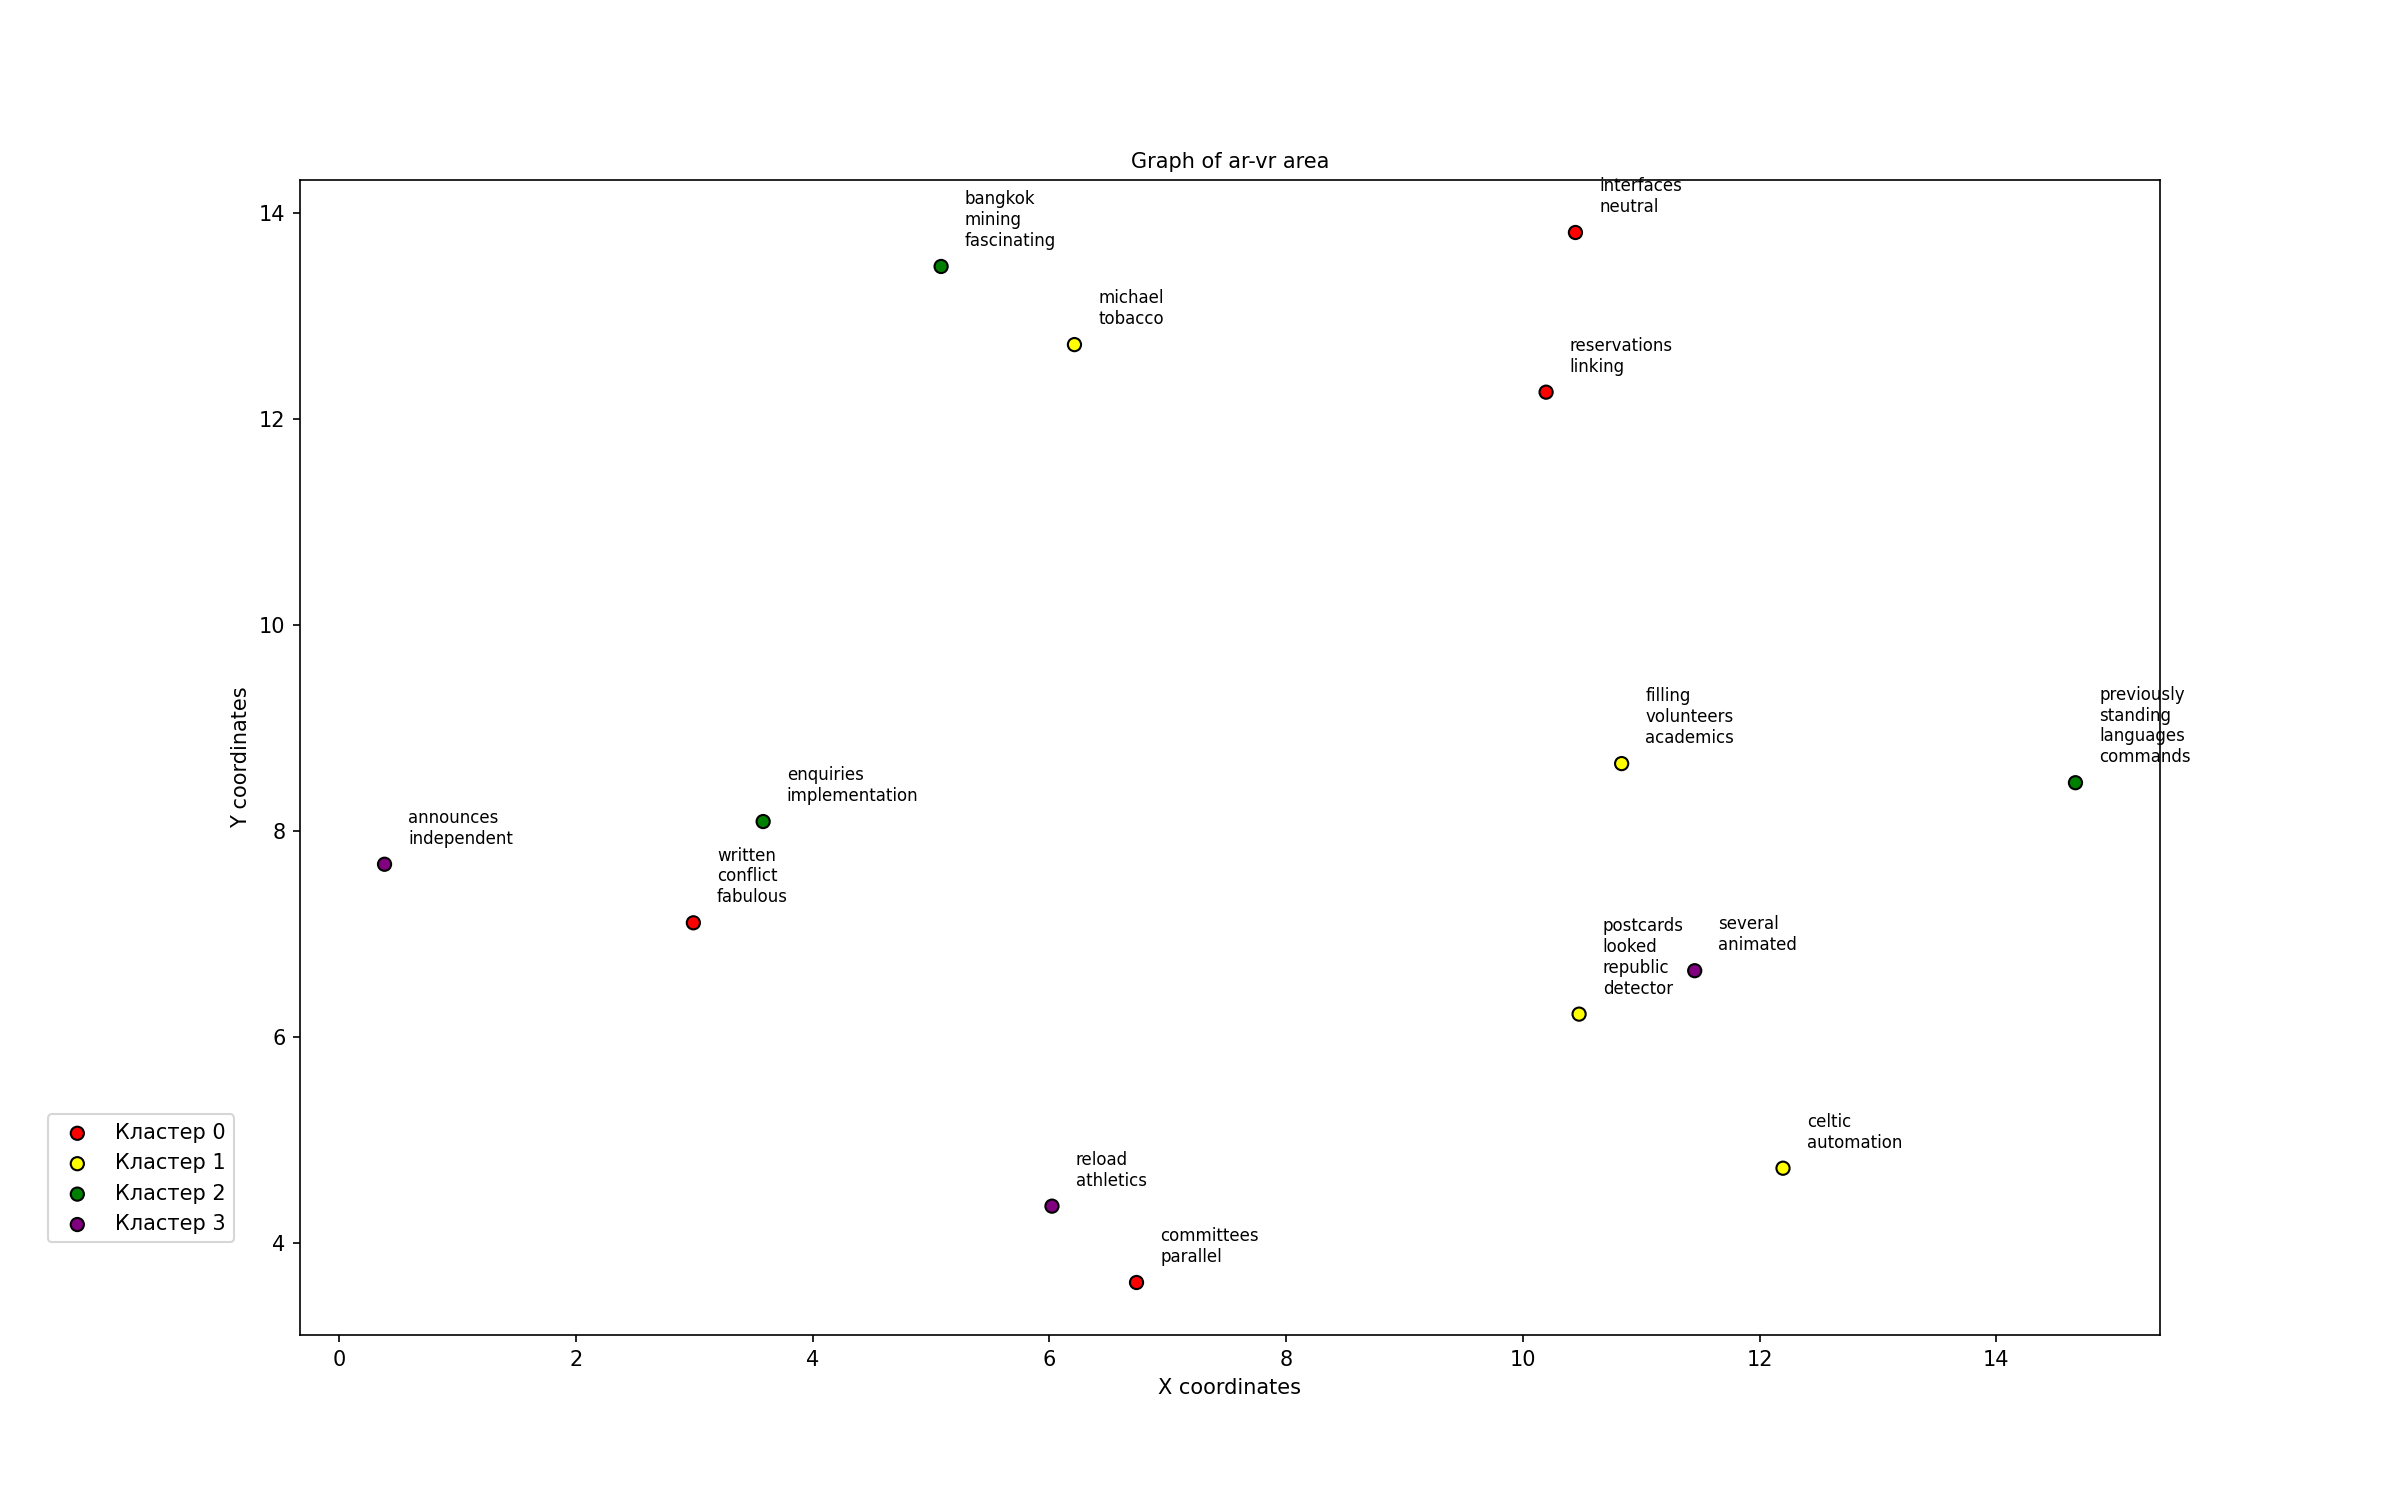 Graph of ar-vr area
interfaces
neutral
bangkok
mining
fascinating
michael
tobacco
reservations
linking
filling
volunteers
academics
previously
standing
languages
commands
enquiries
implementation
announces
independent
written
conflict
fabulous
postcards
looked
republic
detector
several
animated
celtic
automation
reload
athletics
committees
parallel
14
12
10
8
6
4
Y coordinates
0
2
4
6
8
10
12
14
X coordinates
Кластер 0
Кластер 1
Кластер 2
Кластер 3